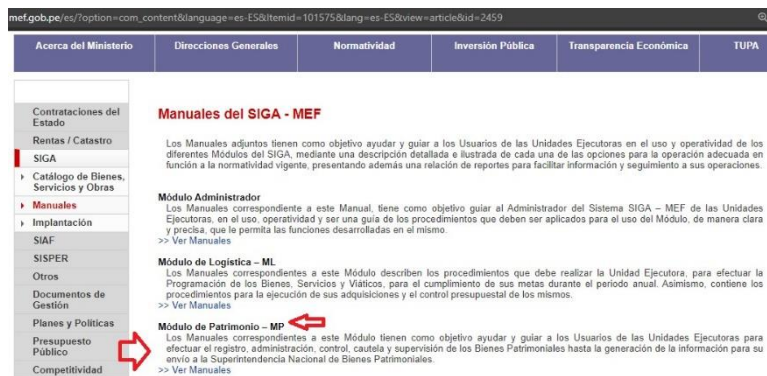 mef.gob.pe/es/?option=com_content&language=es-ES&Itemid=101575&lang=es-ES&view=article&id=2459
Acerca del Ministerio
Direcciones Generales
Normatividad
Inversión Pública
Transparencia Económica
TUPA
Contrataciones del
Estado
Rentas / Catastro
SIGA
Catálogo de Bienes,
Servicios y Obras
Manuales
Implantación
SIAF
SISPER
Otros
Documentos de
Gestión
Planes y Políticas
Presupuesto
Público
Competitividad
Manuales del SIGA - MEF
Los Manuales adjuntos tienen como objetivo ayudar y guiar a los Usuarios de las Unidades Ejecutoras en el uso y operatividad de los
diferentes Módulos del SIGA, mediante una descripción detallada e ilustrada de cada una de las opciones para la operación adecuada en
función a la normatividad vigente, presentando además una relación de reportes para facilitar información y seguimiento a sus operaciones.
Módulo Administrador
Los Manuales correspondiente a este Manual, tiene como objetivo guiar al Administrador del Sistema SIGA – MEF de las Unidades
Ejecutoras, en el uso, operatividad y ser una guía de los procedimientos que deben ser aplicados para el uso del Módulo, de manera clara
y precisa, que le permita las funciones desarrolladas en el mismo.
>> Ver Manuales
Módulo de Logística – ML
Los Manuales correspondientes a este Módulo describen los procedimientos que debe realizar la Unidad Ejecutora, para efectuar la
Programación de los Bienes, Servicios y Viáticos, para el cumplimiento de sus metas durante el periodo anual. Asimismo, contiene los
procedimientos para la ejecución de sus adquisiciones y el control presupuestal de los mismos.
>> Ver Manuales
Módulo de Patrimonio – MP
Los Manuales correspondientes a este Módulo tienen como objetivo ayudar y guiar a los Usuarios de las Unidades Ejecutoras para
efectuar el registro, administración, control, cautela y supervisión de los Bienes Patrimoniales hasta la generación de la información para su
envío a la Superintendencia Nacional de Bienes Patrimoniales.
>> Ver Manuales